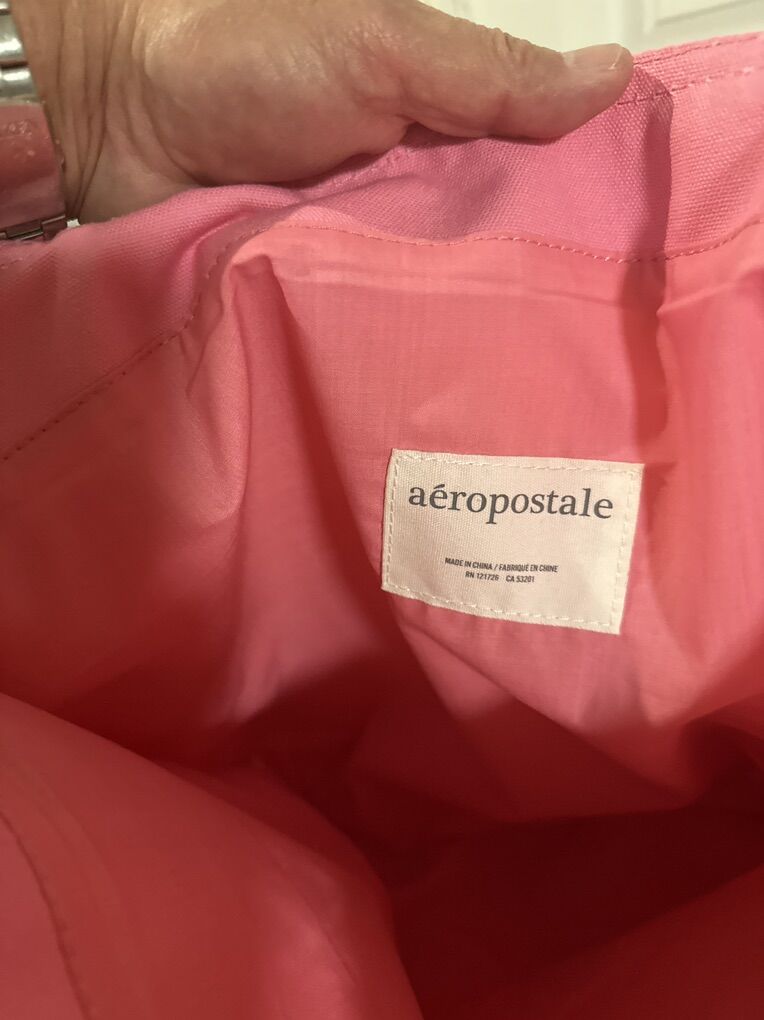 aéropostale
MADE IN CHINA / FABRIQUÉ EN CHINE
RN 121726 CA 53201